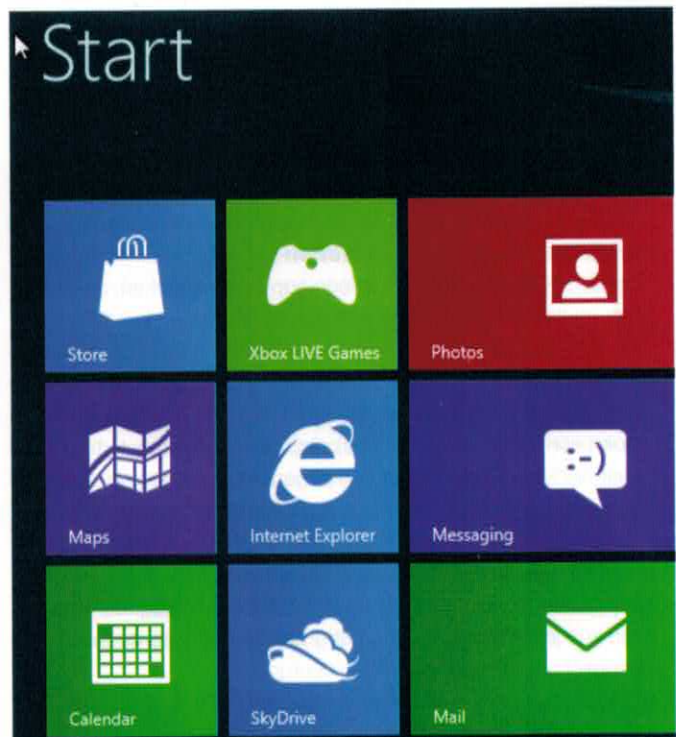 Start
Store
Xbox LIVE Games
Photos
Maps
Internet Explorer
:-)
Messaging
Calendar
SkyDrive
Mail